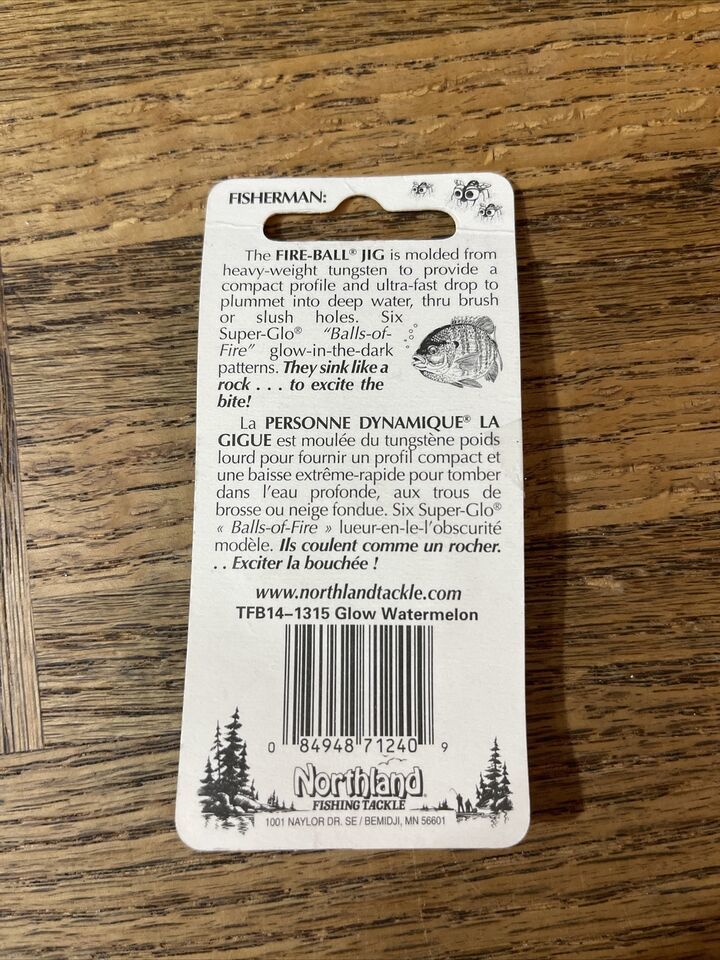 FISHERMAN:
The FIRE-BALL® JIG is molded from
heavy-weight tungsten to provide a
compact profile and ultra-fast drop to
plummet into deep water, thru brush
or slush holes. Six
Super-Glo® "Balls-of-
Fire" glow-in-the-dark
patterns. They sink like a
rock . . . to excite the
bite!
La PERSONNE DYNAMIQUE® LA
GIGUE est moulée du tungstène poids
lourd pour fournir un profil compact et
une baisse extrême-rapide pour tomber
dans l'eau profonde, aux trous de
brosse ou neige fondue. Six Super-Glo®
« Balls-of-Fire » lueur-en-le-l'obscurité
modèle. Ils coulent comme un rocher.
. . Exciter la bouchée !
www.northlandtackle.com
TFB14-1315 Glow Watermelon
0 84948 71240 9
Northland®
FISHING TACKLE
1001 NAYLOR DR. SE / BEMIDJI, MN 56601